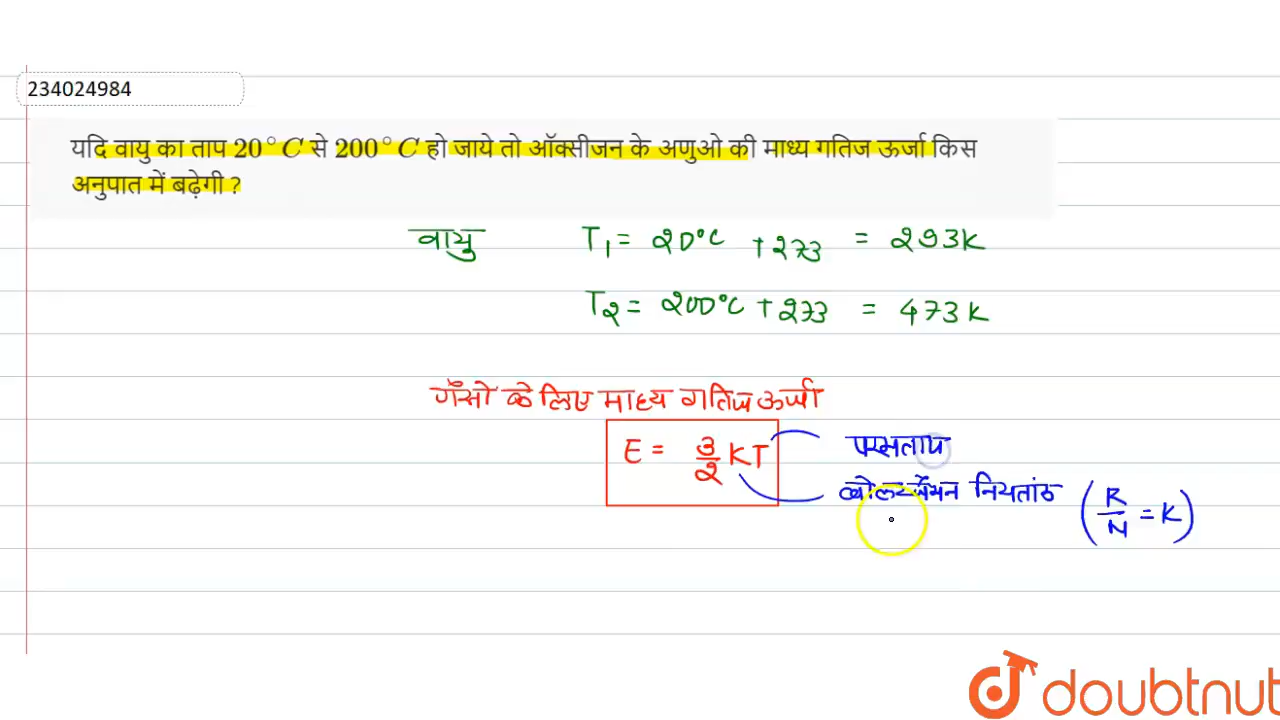 234024984
यदि वायु का ताप 20°C से 200°C हो जाये तो ऑक्सीजन के अणुओ की माध्य गतिज ऊर्जा किस
अनुपात में बढ़ेगी ?
वायु T₁ = 20°C + 273 = 293K
T₂ = 200°C + 273 = 473K
गैसो के लिए माध्य गतिज ऊर्जा
E = 3/2 KT
परमताप
नियतांक (R/N = K)
doubtnut